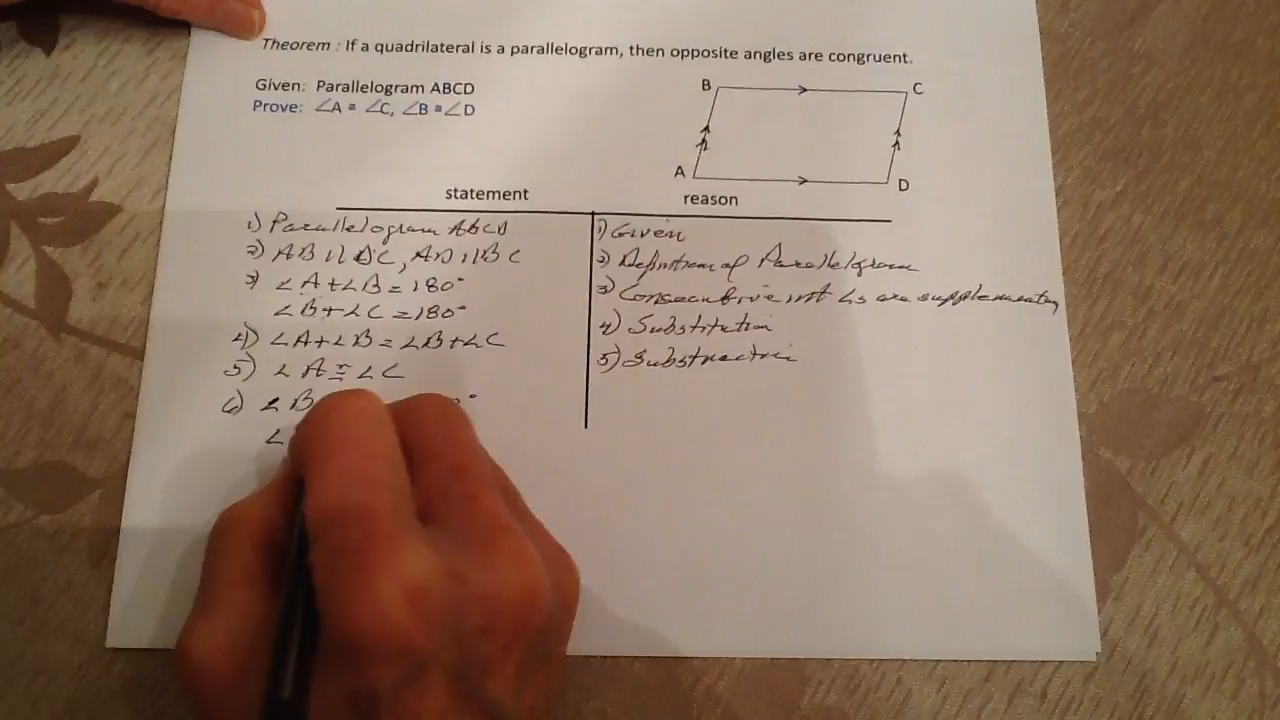 Theorem : If a quadrilateral is a parallelogram, then opposite angles are congruent.
Given: Parallelogram ABCD
Prove: ∠A ≅ ∠C, ∠B ≅ ∠D
B
C
A
D
statement
reason
1) Parallelogram ABCD
1) Given
2) AB || DC, AD || BC
2) Definition of Parallelogram
3) ∠A + ∠B = 180°
3) Consecutive int ∠s are supplementary
∠B + ∠C = 180°
4) ∠A + ∠B = ∠B + ∠C
4) Substitution
5) ∠A ≅ ∠C
5) Substraction
6) ∠B
∠